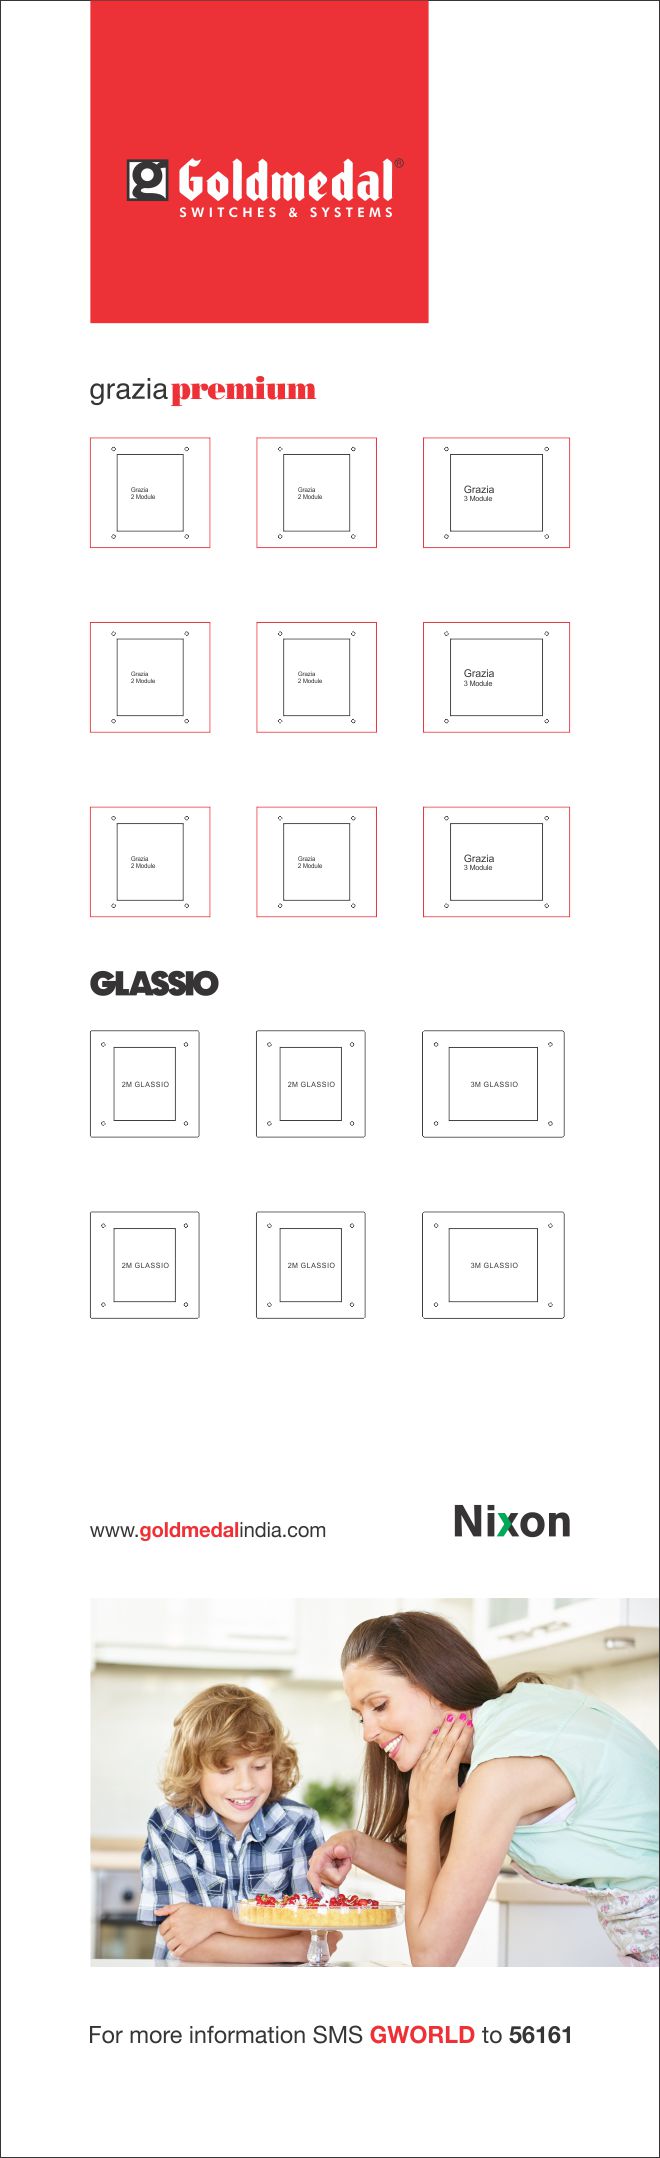 g Goldmedal®
SWITCHES & SYSTEMS
grazia premium
Grazia
2 Module
Grazia
2 Module
Grazia
3 Module
Grazia
2 Module
Grazia
2 Module
Grazia
3 Module
Grazia
2 Module
Grazia
2 Module
Grazia
3 Module
GLASSIO
2M GLASSIO
2M GLASSIO
3M GLASSIO
2M GLASSIO
2M GLASSIO
3M GLASSIO
www.goldmedalindia.com
Nixon
For more information SMS GWORLD to 56161